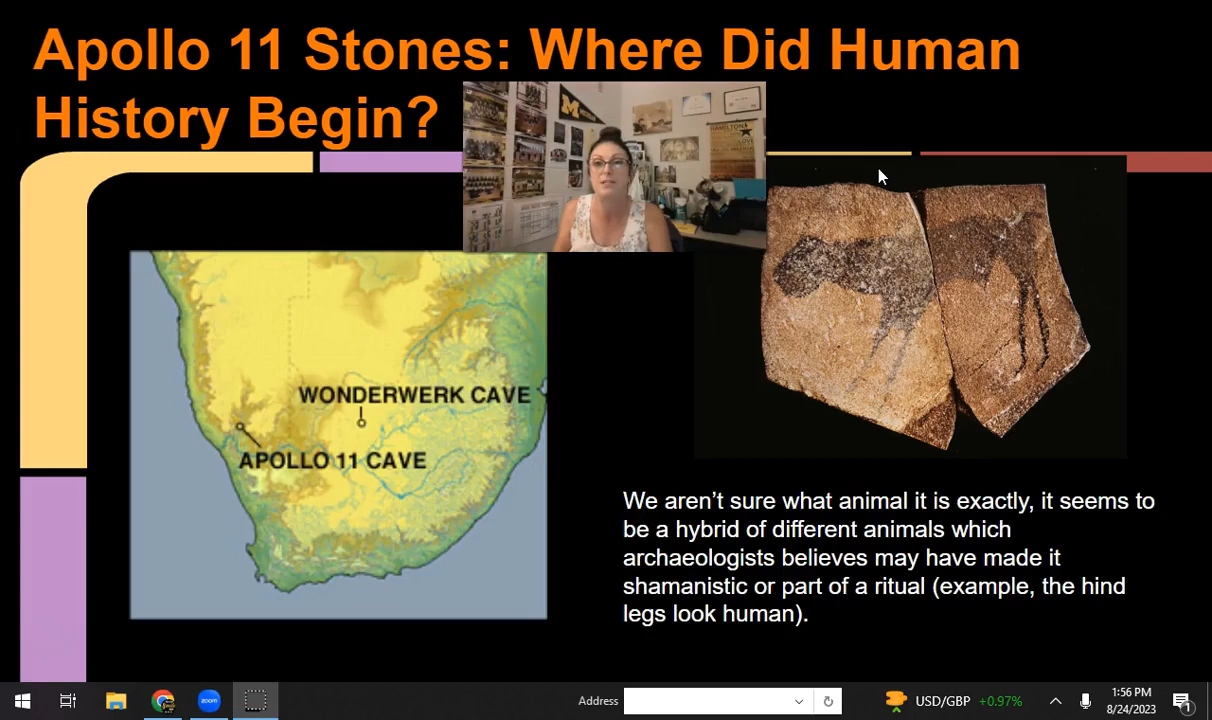 Apollo 11 Stones: Where Did Human
History Begin?
M
HAMILTON
WONDERWERK CAVE
APOLLO 11 CAVE
We aren't sure what animal it is exactly, it seems to
be a hybrid of different animals which
archaeologists believes may have made it
shamanistic or part of a ritual (example, the hind
legs look human).
zoom
Address
USD/GBP +0.97%
1:56 PM
8/24/2023
1